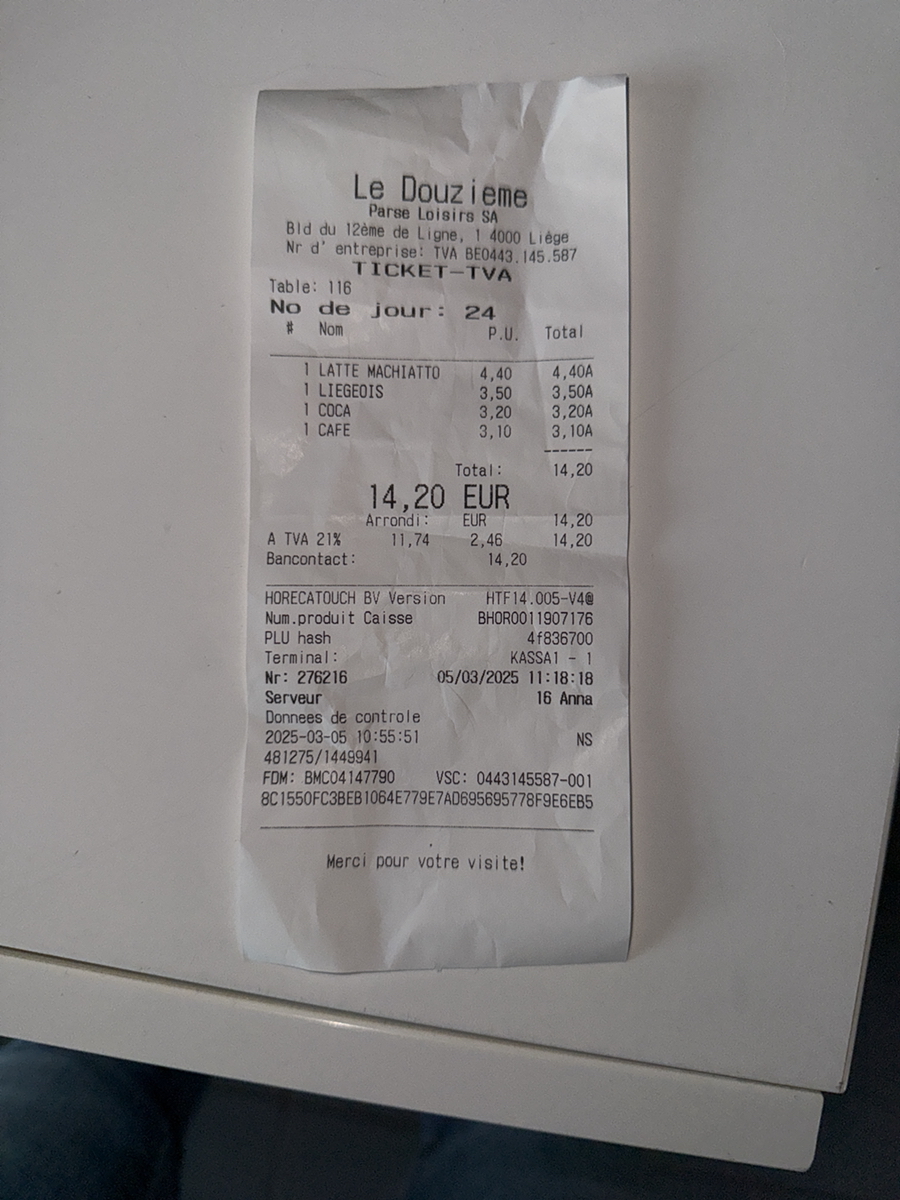 Le Douzieme
Parse Loisirs SA
Bld du 12ème de Ligne, 1 4000 Liège
Nr d' entreprise: TVA BE0443.145.587
TICKET-TVA
Table: 116
No de jour: 24
# Nom P.U. Total
1 LATTE MACHIATTO 4,40 4,40A
1 LIEGEOIS 3,50 3,50A
1 COCA 3,20 3,20A
1 CAFE 3,10 3,10A
------
Total: 14,20
14,20 EUR
Arrondi: EUR 14,20
A TVA 21% 11,74 2,46 14,20
Bancontact: 14,20
HORECATOUCH BV Version HTF14.005-V4@
Num.produit Caisse BHOR0011907176
PLU hash 4f836700
Terminal: KASSA1 - 1
Nr: 276216 05/03/2025 11:18:18
Serveur 16 Anna
Donnees de controle
2025-03-05 10:55:51 NS
481275/1449941
FDM: BMC04147790 VSC: 0443145587-001
8C1550FC3BEB1064E779E7AD695695778F9E6EB5
Merci pour votre visite!